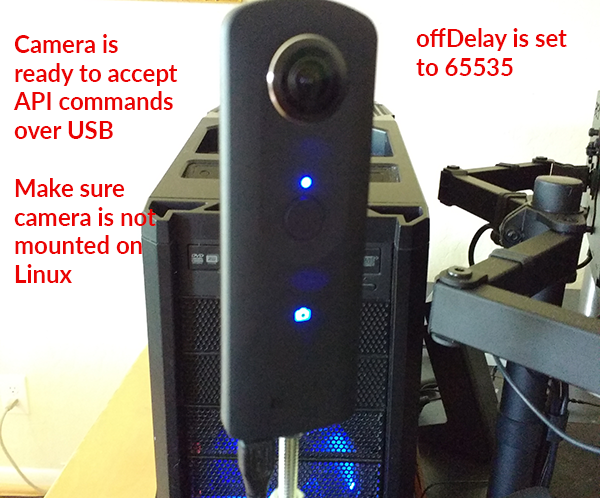 Camera is
ready to accept
API commands
over USB
Make sure
camera is not
mounted on
Linux
offDelay is set
to 65535